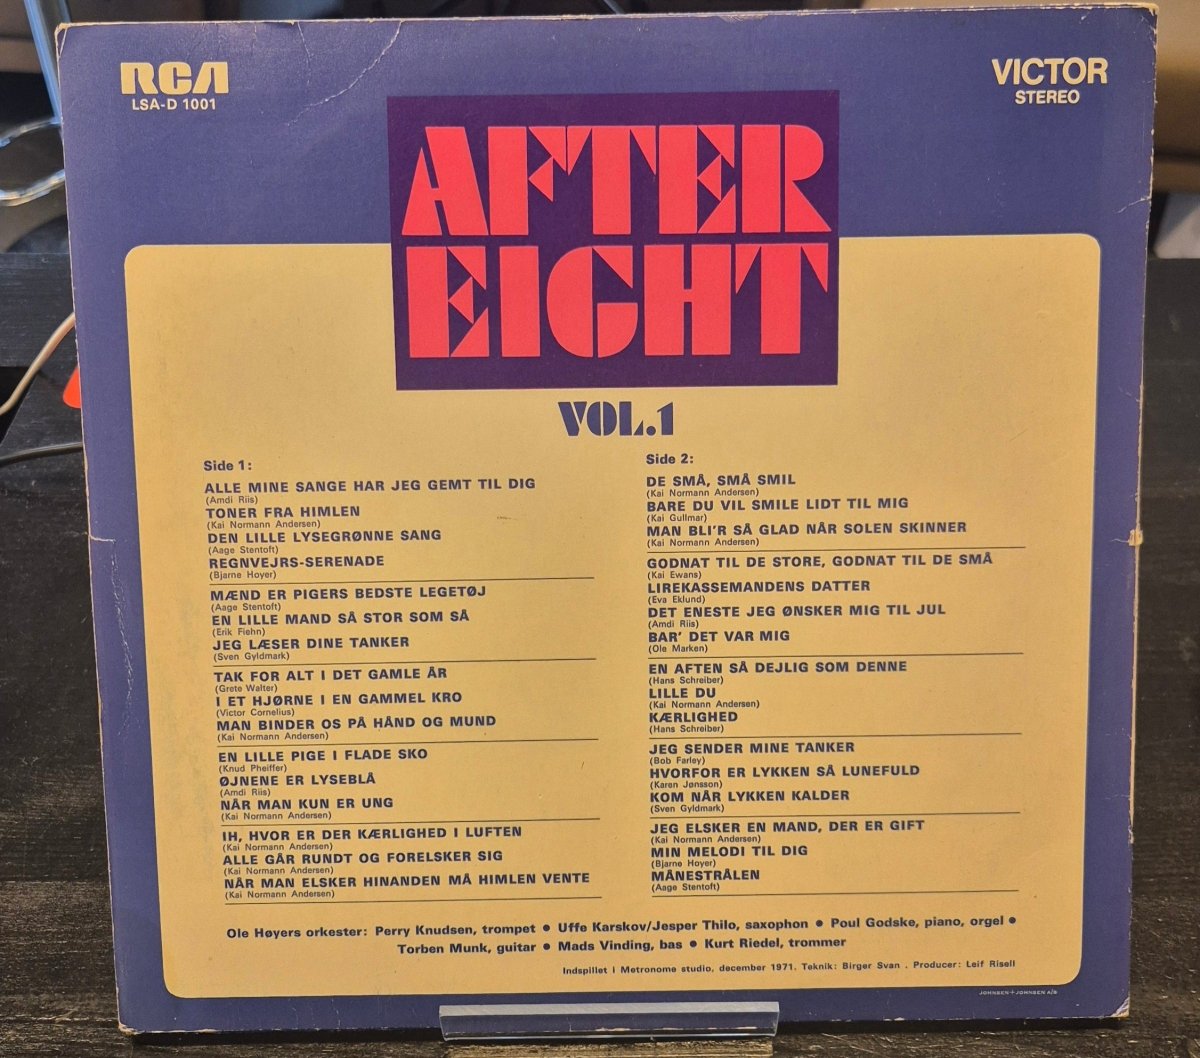 RCA
LSA-D 1001
VICTOR
STEREO
AFTER
EIGHT
VOL.1
Side 1:
ALLE MINE SANGE HAR JEG GEMT TIL DIG
(Amdi Riis)
TONER FRA HIMLEN
(Kai Normann Andersen)
DEN LILLE LYSEGRØNNE SANG
(Aage Stentoft)
REGNVEJRS-SERENADE
(Bjarne Hoyer)
MÆND ER PIGERS BEDSTE LEGETØJ
(Aage Stentoft)
EN LILLE MAND SÅ STOR SOM SÅ
(Erik Fiehn)
JEG LÆSER DINE TANKER
(Sven Gyldmark)
TAK FOR ALT I DET GAMLE ÅR
(Grete Walter)
I ET HJØRNE I EN GAMMEL KRO
(Victor Cornelius)
MAN BINDER OS PÅ HÅND OG MUND
(Kai Normann Andersen)
EN LILLE PIGE I FLADE SKO
(Knud Pheiffer)
ØJNENE ER LYSEBLÅ
(Amdi Riis)
NÅR MAN KUN ER UNG
(Kai Normann Andersen)
IH, HVOR ER DER KÆRLIGHED I LUFTEN
(Kai Normann Andersen)
ALLE GÅR RUNDT OG FORELSKER SIG
(Kai Normann Andersen)
NÅR MAN ELSKER HINANDEN MÅ HIMLEN VENTE
(Kai Normann Andersen)
Side 2:
DE SMÅ, SMÅ SMIL
(Kai Normann Andersen)
BARE DU VIL SMILE LIDT TIL MIG
(Kai Gullmar)
MAN BLI'R SÅ GLAD NÅR SOLEN SKINNER
(Kai Normann Andersen)
GODNAT TIL DE STORE, GODNAT TIL DE SMÅ
(Kai Ewans)
LIREKASSEMANDENS DATTER
(Eva Eklund)
DET ENESTE JEG ØNSKER MIG TIL JUL
(Amdi Riis)
BAR' DET VAR MIG
(Ole Marken)
EN AFTEN SÅ DEJLIG SOM DENNE
(Hans Schreiber)
LILLE DU
(Kai Normann Andersen)
KÆRLIGHED
(Hans Schreiber)
JEG SENDER MINE TANKER
(Bob Farley)
HVORFOR ER LYKKEN SÅ LUNEFULD
(Karen Jønsson)
KOM NÅR LYKKEN KALDER
(Sven Gyldmark)
JEG ELSKER EN MAND, DER ER GIFT
(Kai Normann Andersen)
MIN MELODI TIL DIG
(Bjarne Hoyer)
MÅNESTRÅLEN
(Aage Stentoft)
Ole Høyers orkester: Perry Knudsen, trompet ● Uffe Karskov/Jesper Thilo, saxophon ● Poul Godske, piano, orgel ●
Torben Munk, guitar ● Mads Vinding, bas ● Kurt Riedel, trommer
Indspillet i Metronome studio, december 1971. Teknik: Birger Svan . Producer: Leif Risell
JOHNSEN+JOHNSEN A/S